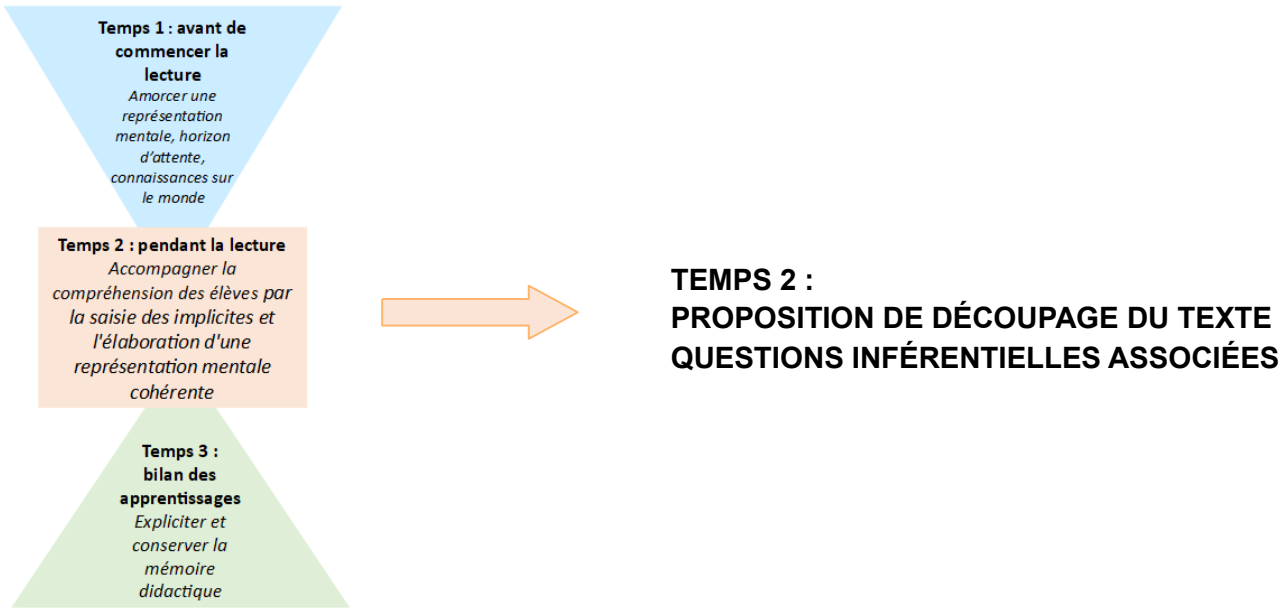 Temps 1 : avant de
commencer la
lecture
Amorcer une
représentation
mentale, horizon
d'attente,
connaissances sur
le monde
Temps 2 : pendant la lecture
Accompagner la
compréhension des élèves par
la saisie des implicites et
l'élaboration d'une
représentation mentale
cohérente
Temps 3 :
bilan des
apprentissages
Expliciter et
conserver la
mémoire
didactique
TEMPS 2 :
PROPOSITION DE DÉCOUPAGE DU TEXTE
QUESTIONS INFÉRENTIELLES ASSOCIÉES